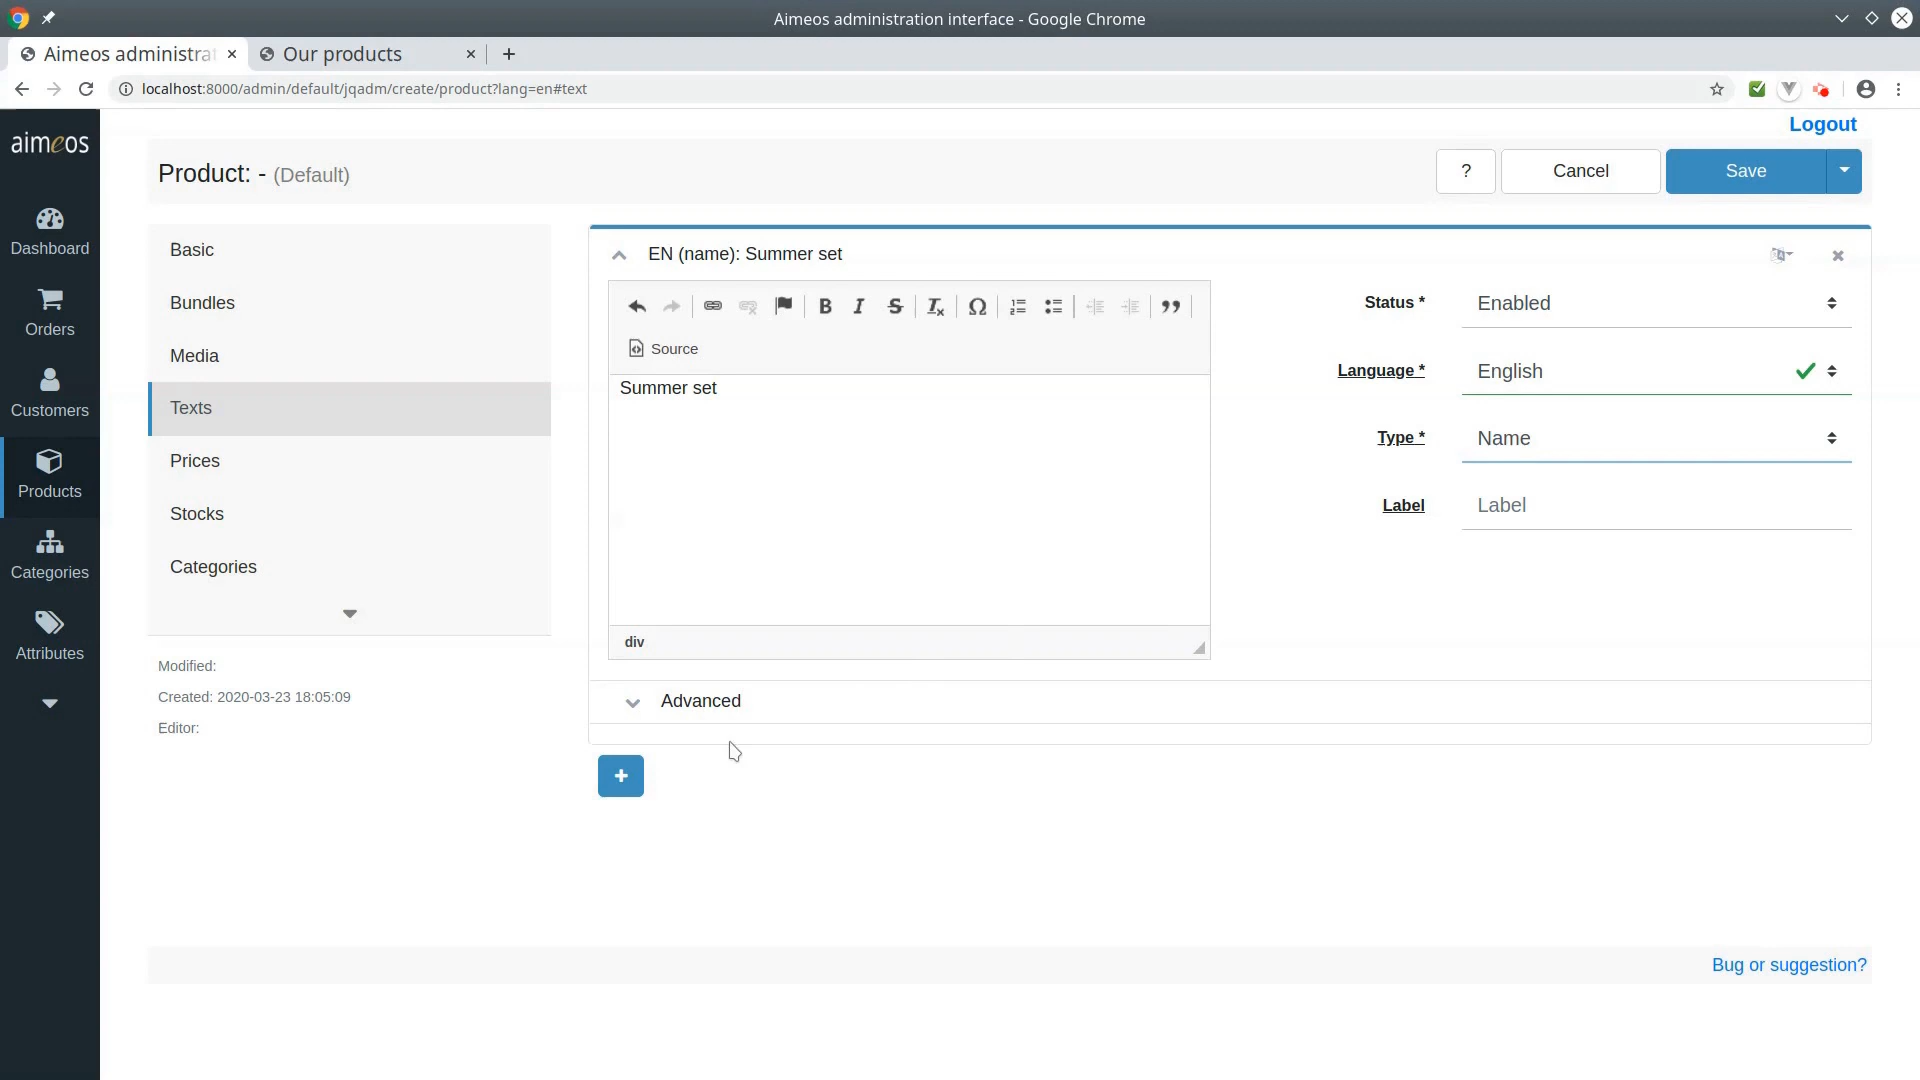 Aimeos administration interface - Google Chrome
Aimeos administrat
Our products
localhost:8000/admin/default/jqadm/create/product?lang=en#text
aimeos
Logout
Product: - (Default)
?
Cancel
Save
Dashboard
Orders
Customers
Products
Categories
Attributes
Basic
Bundles
Media
Texts
Prices
Stocks
Categories
Modified:
Created: 2020-03-23 18:05:09
Editor:
EN (name): Summer set
Source
Summer set
div
Status *
Enabled
Language *
English
Type *
Name
Label
Label
Advanced
Bug or suggestion?